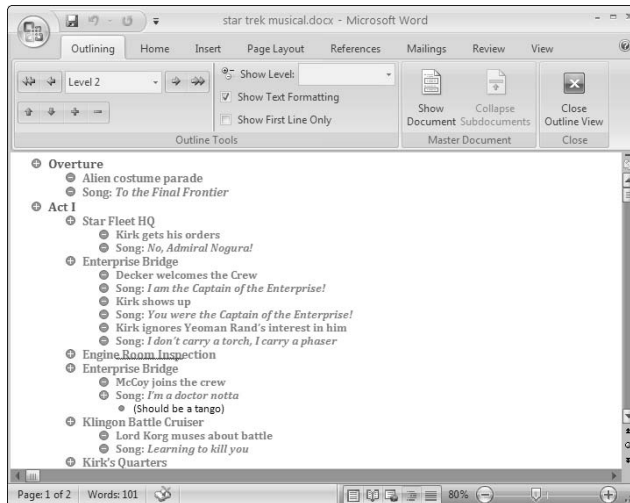 star trek musical.docx - Microsoft Word
Outlining Home Insert Page Layout References Mailings Review View
Level 2
Show Level:
Show Text Formatting
Show First Line Only
Show Document
Collapse Subdocuments
Close Outline View
Outline Tools Master Document Close
Overture
Alien costume parade
Song: To the Final Frontier
Act I
Star Fleet HQ
Kirk gets his orders
Song: No, Admiral Nogura!
Enterprise Bridge
Decker welcomes the Crew
Song: I am the Captain of the Enterprise!
Kirk shows up
Song: You were the Captain of the Enterprise!
Kirk ignores Yeoman Rand's interest in him
Song: I don't carry a torch, I carry a phaser
Engine Room Inspection
Enterprise Bridge
McCoy joins the crew
Song: I'm a doctor notta
(Should be a tango)
Klingon Battle Cruiser
Lord Korg muses about battle
Song: Learning to kill you
Kirk's Quarters
Page: 1 of 2 Words: 101 80%